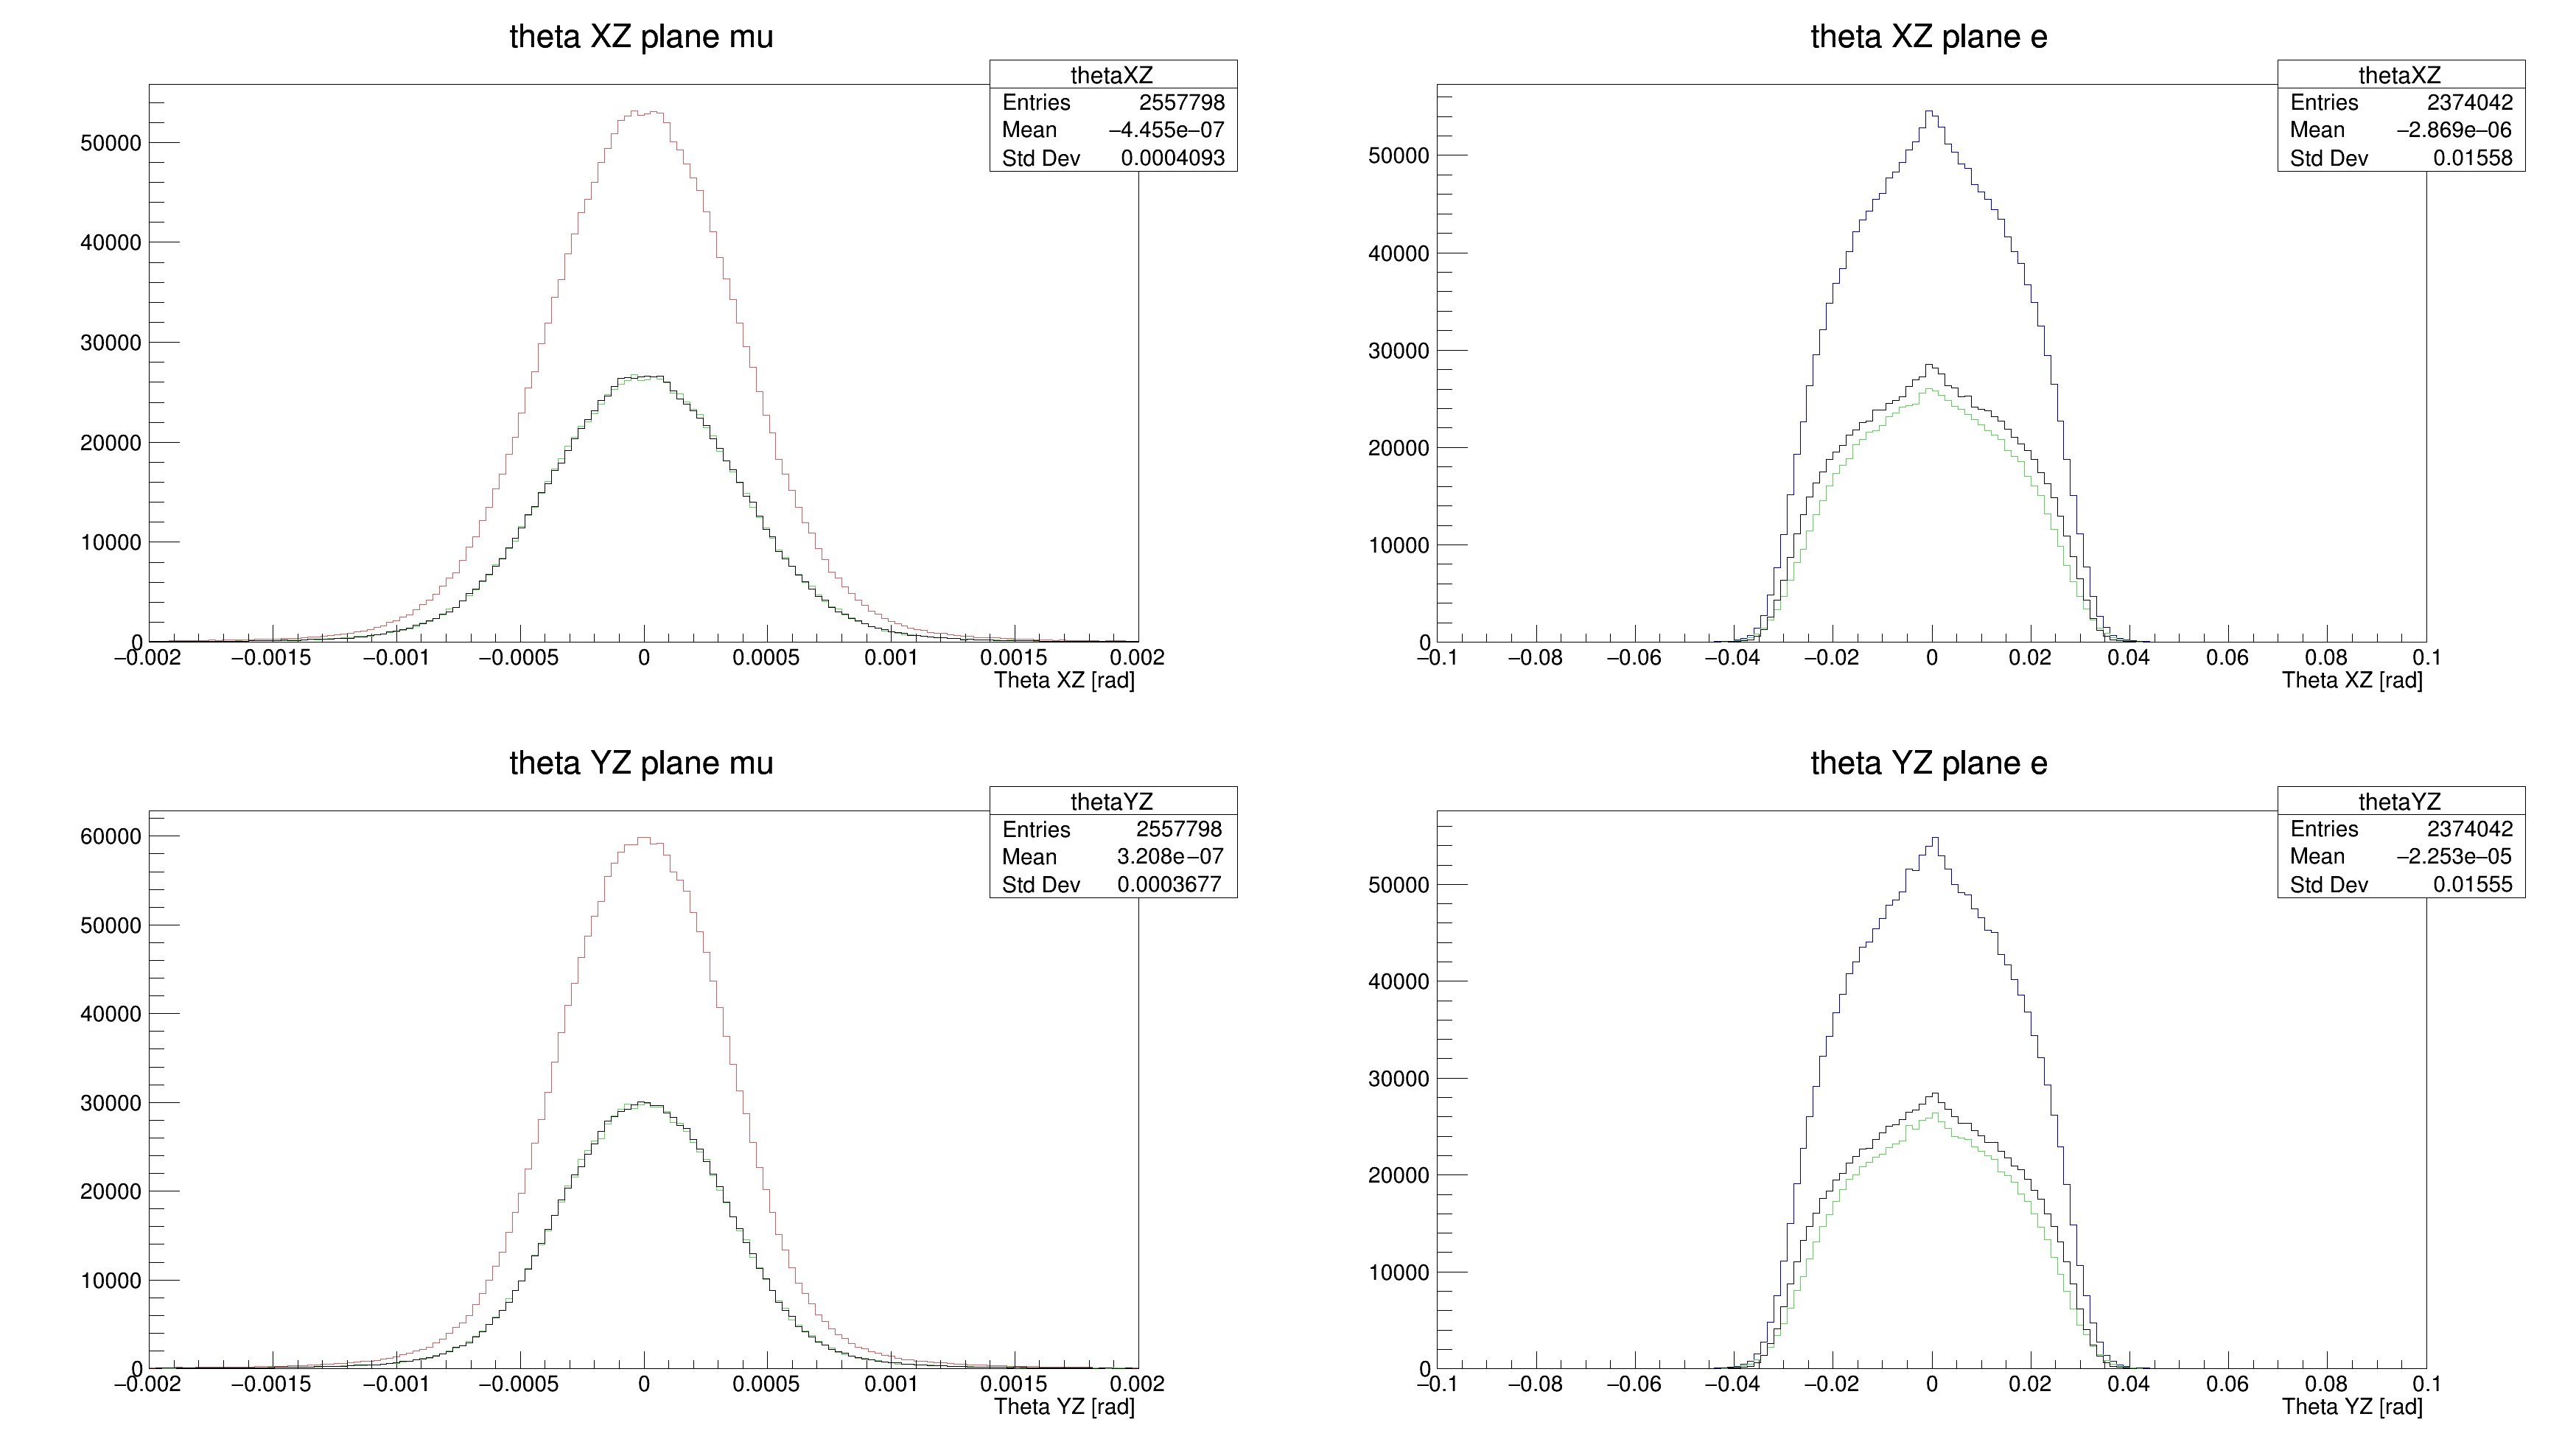 theta XZ plane mu
thetaXZ
Entries 2557798
Mean −4.455e−07
Std Dev 0.0004093
50000
40000
30000
20000
10000
0
−0.002 −0.0015 −0.001 −0.0005 0 0.0005 0.001 0.0015 0.002
Theta XZ [rad]
theta XZ plane e
thetaXZ
Entries 2374042
Mean −2.869e−06
Std Dev 0.01558
50000
40000
30000
20000
10000
0
−0.1 −0.08 −0.06 −0.04 −0.02 0 0.02 0.04 0.06 0.08 0.1
Theta XZ [rad]
theta YZ plane mu
thetaYZ
Entries 2557798
Mean 3.208e−07
Std Dev 0.0003677
60000
50000
40000
30000
20000
10000
0
−0.002 −0.0015 −0.001 −0.0005 0 0.0005 0.001 0.0015 0.002
Theta YZ [rad]
theta YZ plane e
thetaYZ
Entries 2374042
Mean −2.253e−05
Std Dev 0.01555
50000
40000
30000
20000
10000
0
−0.1 −0.08 −0.06 −0.04 −0.02 0 0.02 0.04 0.06 0.08 0.1
Theta YZ [rad]